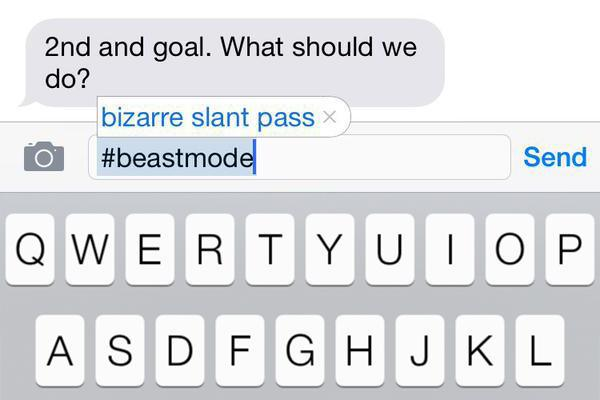 2nd and goal. What should we
do?
bizarre slant pass ×
#beastmode
Send
Q W E R T Y U I O P
A S D F G H J K L